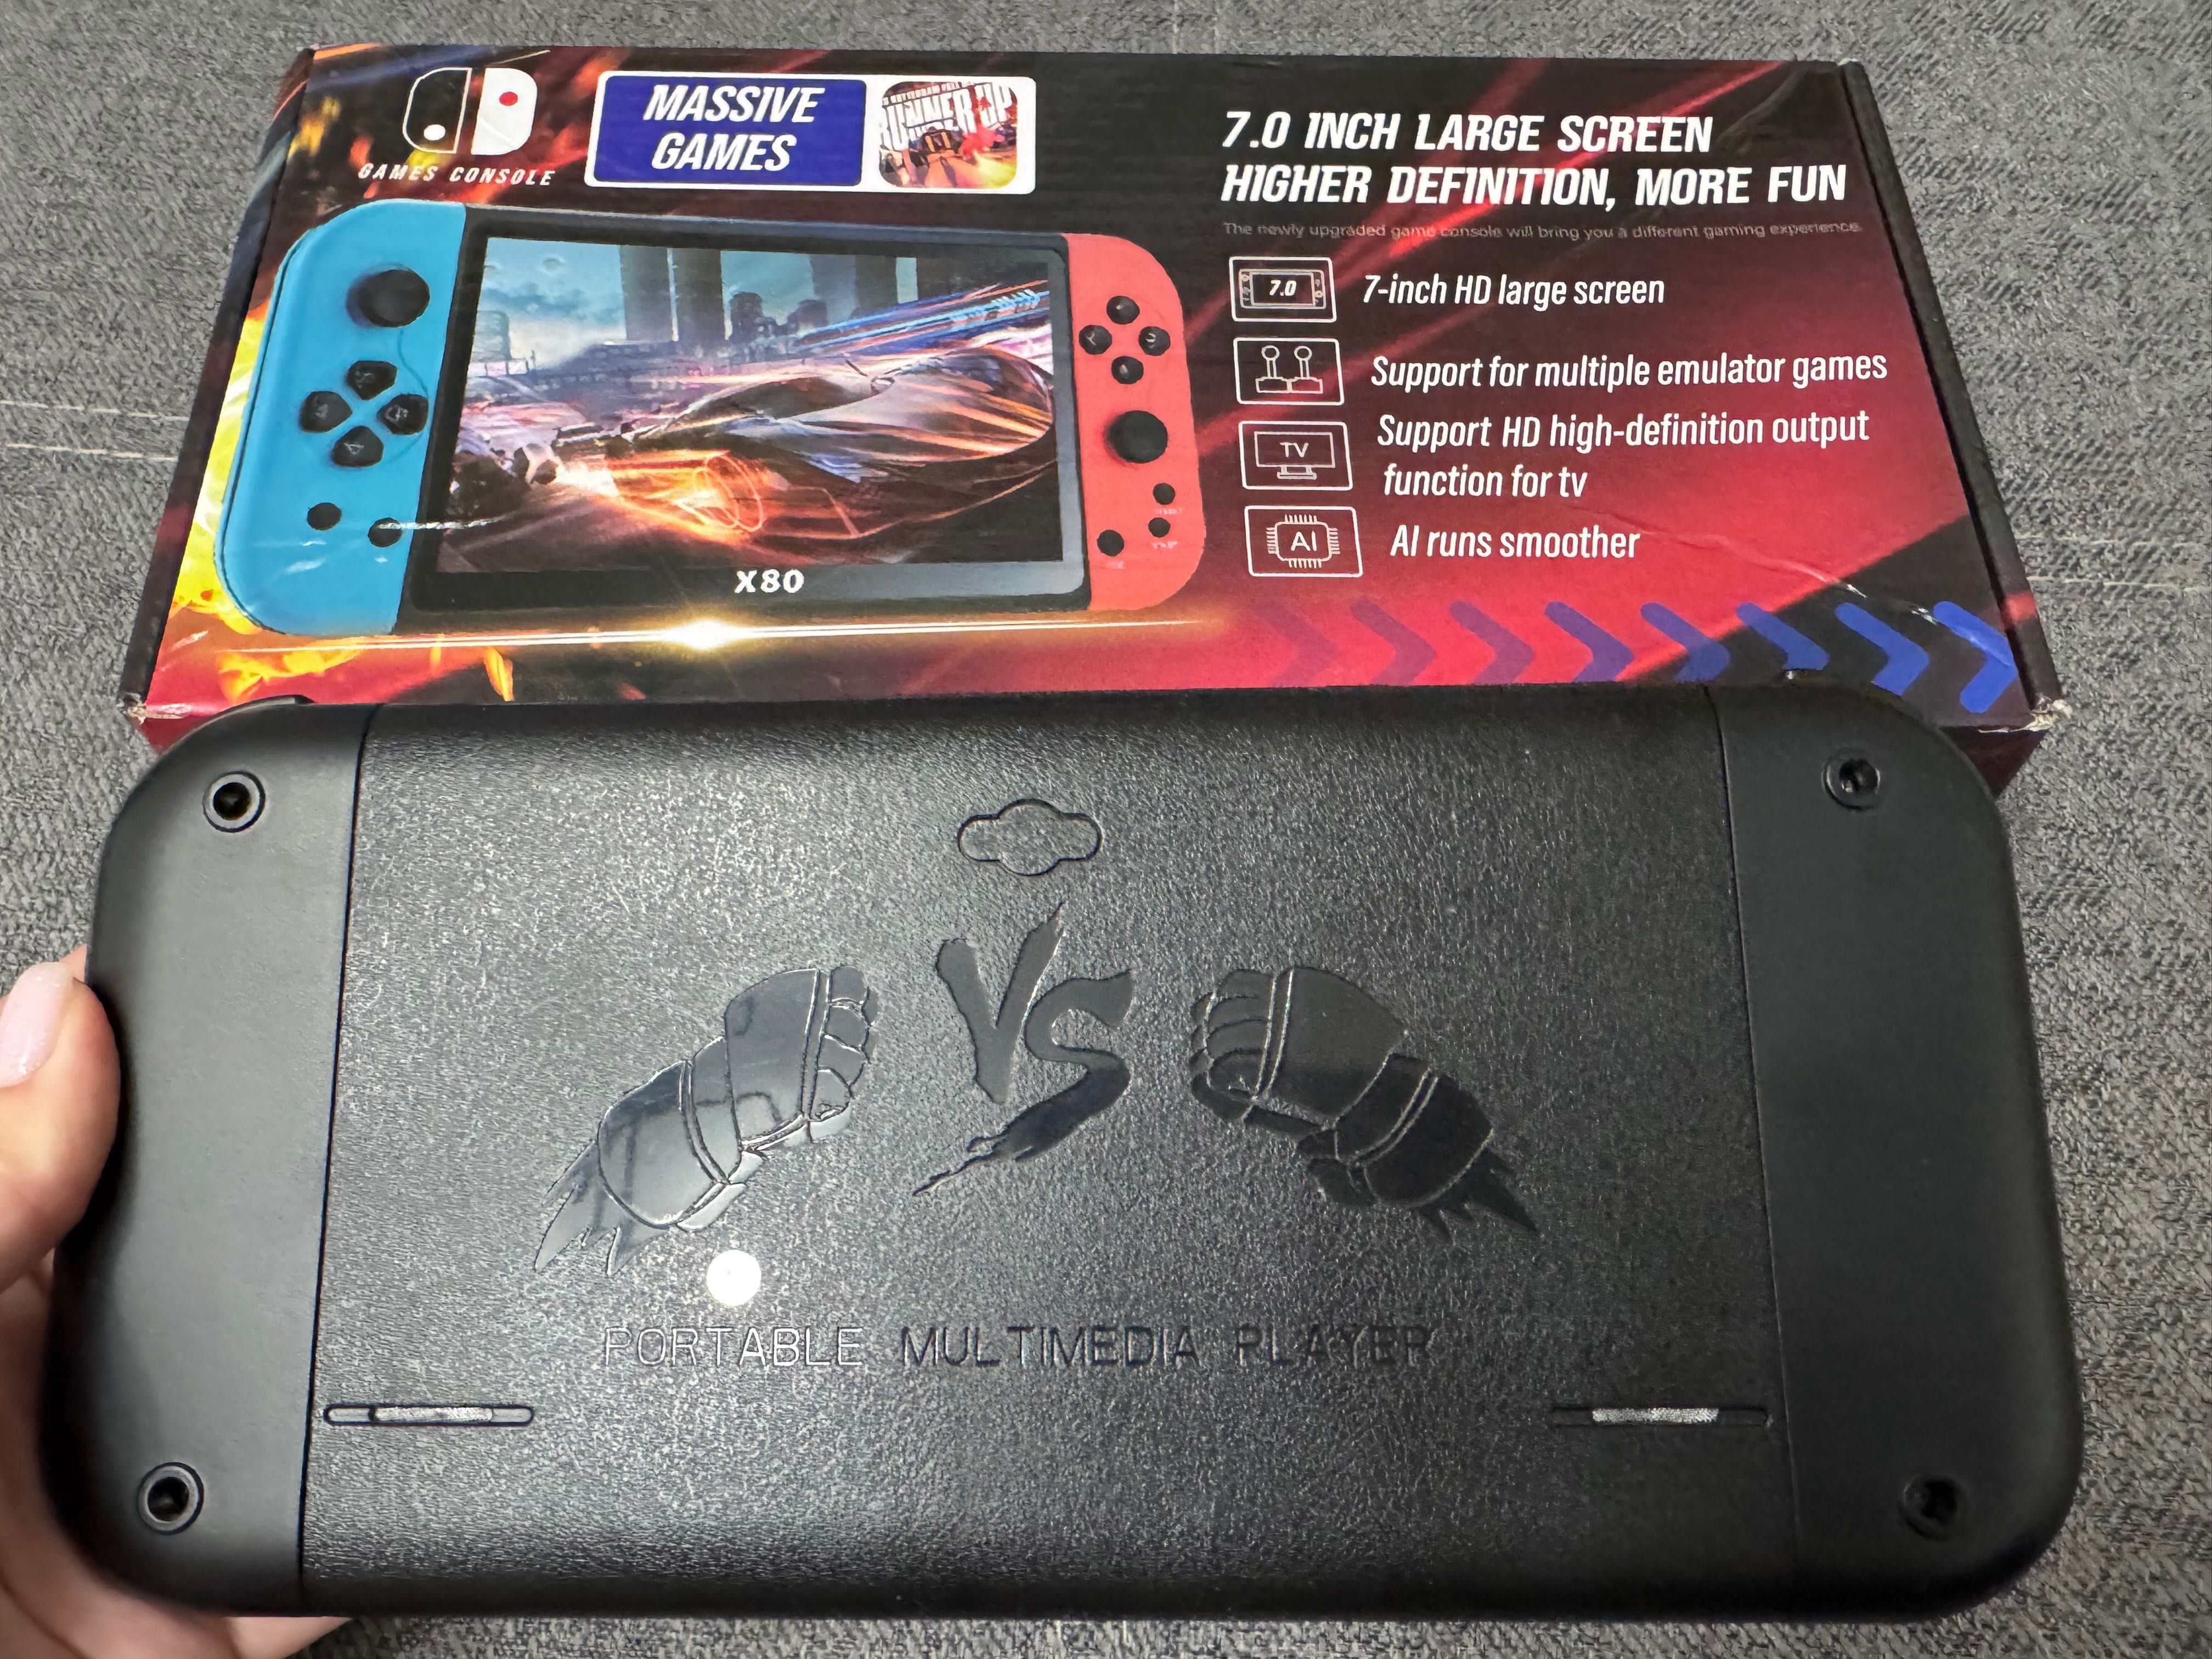 GAMES CONSOLE
MASSIVE
GAMES
RUNNER UP
7.0 INCH LARGE SCREEN
HIGHER DEFINITION, MORE FUN
The newly upgraded game console will bring you a different gaming experience.
7.0
7-inch HD large screen
Support for multiple emulator games
TV
Support HD high-definition output
function for tv
AI
AI runs smoother
X80
VS
PORTABLE MULTIMEDIA PLAYER